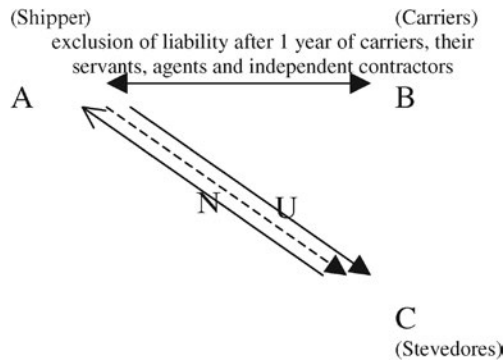 (Shipper) (Carriers)
exclusion of liability after 1 year of carriers, their
servants, agents and independent contractors
A B
N U
C
(Stevedores)